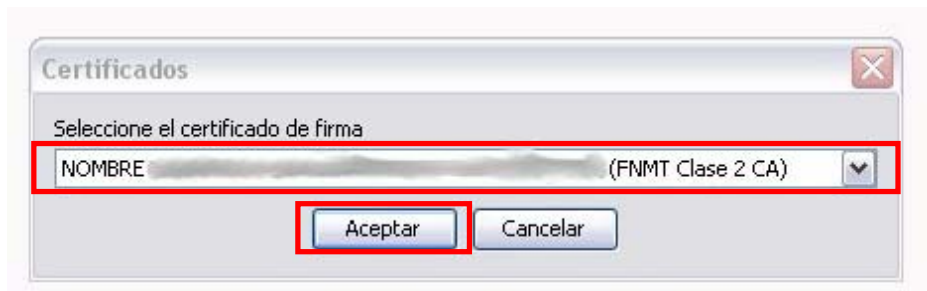 Certificados
Seleccione el certificado de firma
NOMBRE (FNMT Clase 2 CA)
Aceptar Cancelar